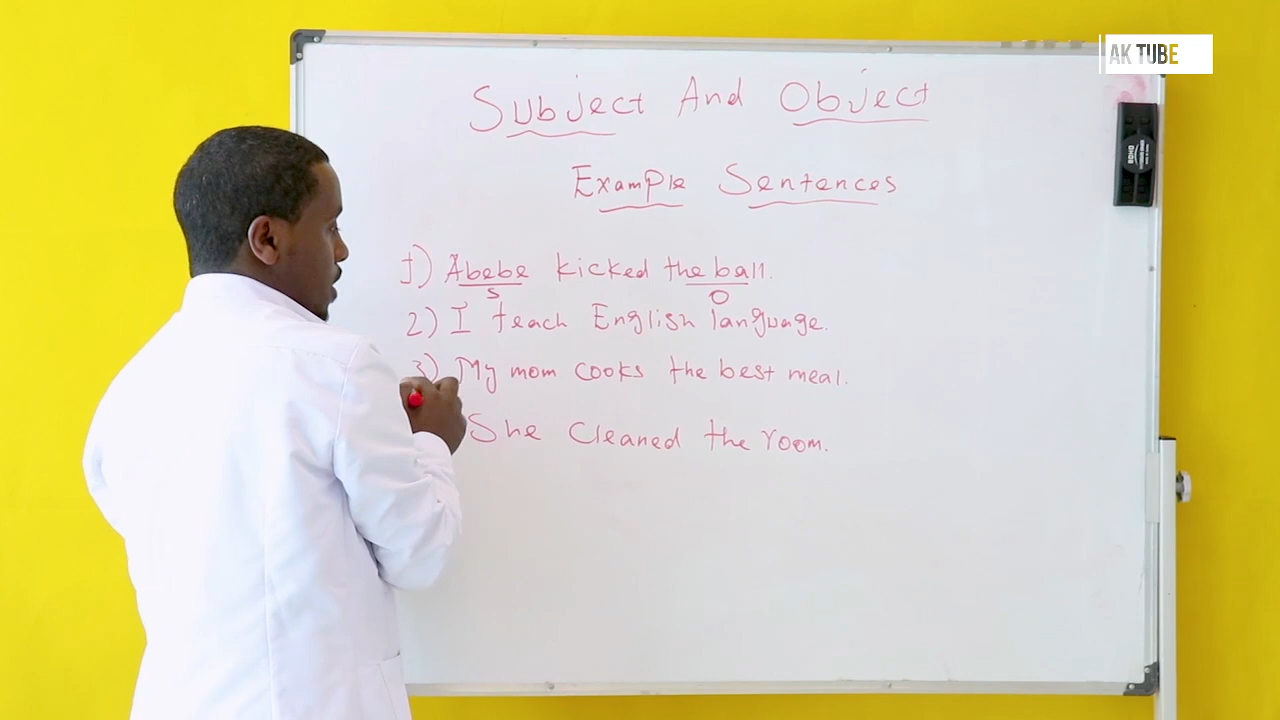 AK TUBE
Subject And Object
Example Sentences
1) Abebe kicked the ball.
S O
2) I teach English language.
3) My mom cooks the best meal.
She Cleaned the room.